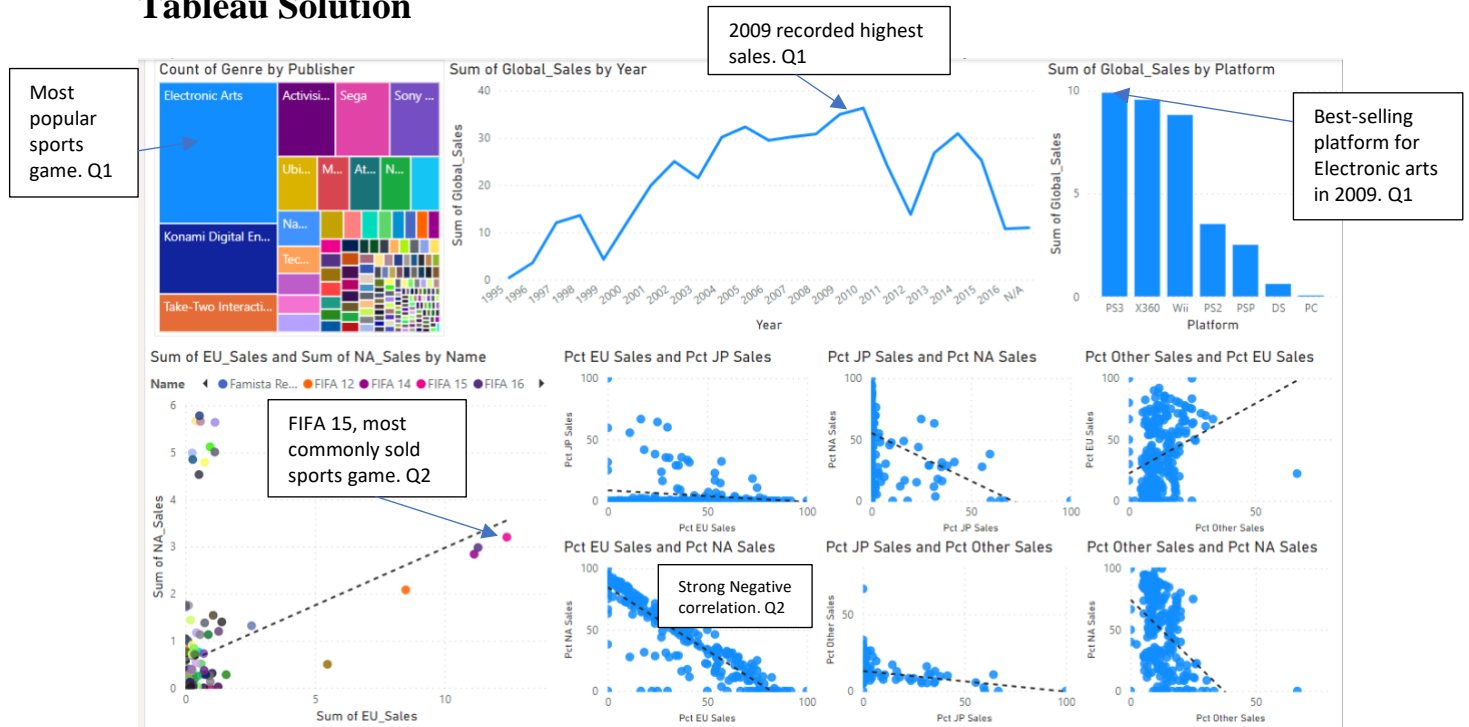 Tableau Solution
2009 recorded highest
sales. Q1
Most
popular
sports
game. Q1
Best-selling
platform for
Electronic arts
in 2009. Q1
Count of Genre by Publisher
Electronic Arts
Activisi...
Sega
Sony ...
Ubi...
M...
At...
N...
Konami Digital En...
Na...
Tec...
Take-Two Interacti...
Sum of Global_Sales by Year
Sum of Global_Sales
40
30
20
10
0
1995 1996 1997 1998 1999 2000 2001 2002 2003 2004 2005 2006 2007 2008 2009 2010 2011 2012 2013 2014 2015 2016 N/A
Year
Sum of Global_Sales by Platform
Sum of Global_Sales
10
5
0
PS3 X360 Wii PS2 PSP DS PC
Platform
Sum of EU_Sales and Sum of NA_Sales by Name
Name Famista Re... FIFA 12 FIFA 14 FIFA 15 FIFA 16
FIFA 15, most
commonly sold
sports game. Q2
Sum of NA_Sales
6
5
4
3
2
1
0
0 5 10
Sum of EU_Sales
Pct EU Sales and Pct JP Sales
Pct JP Sales
100
50
0
0 50 100
Pct EU Sales
Pct JP Sales and Pct NA Sales
Pct NA Sales
100
50
0
0 50 100
Pct JP Sales
Pct Other Sales and Pct EU Sales
Pct EU Sales
100
50
0
0 50
Pct Other Sales
Pct EU Sales and Pct NA Sales
Strong Negative
correlation. Q2
Pct NA Sales
100
50
0
0 50 100
Pct EU Sales
Pct JP Sales and Pct Other Sales
Pct Other Sales
50
0
0 50 100
Pct JP Sales
Pct Other Sales and Pct NA Sales
Pct NA Sales
100
50
0
0 50
Pct Other Sales